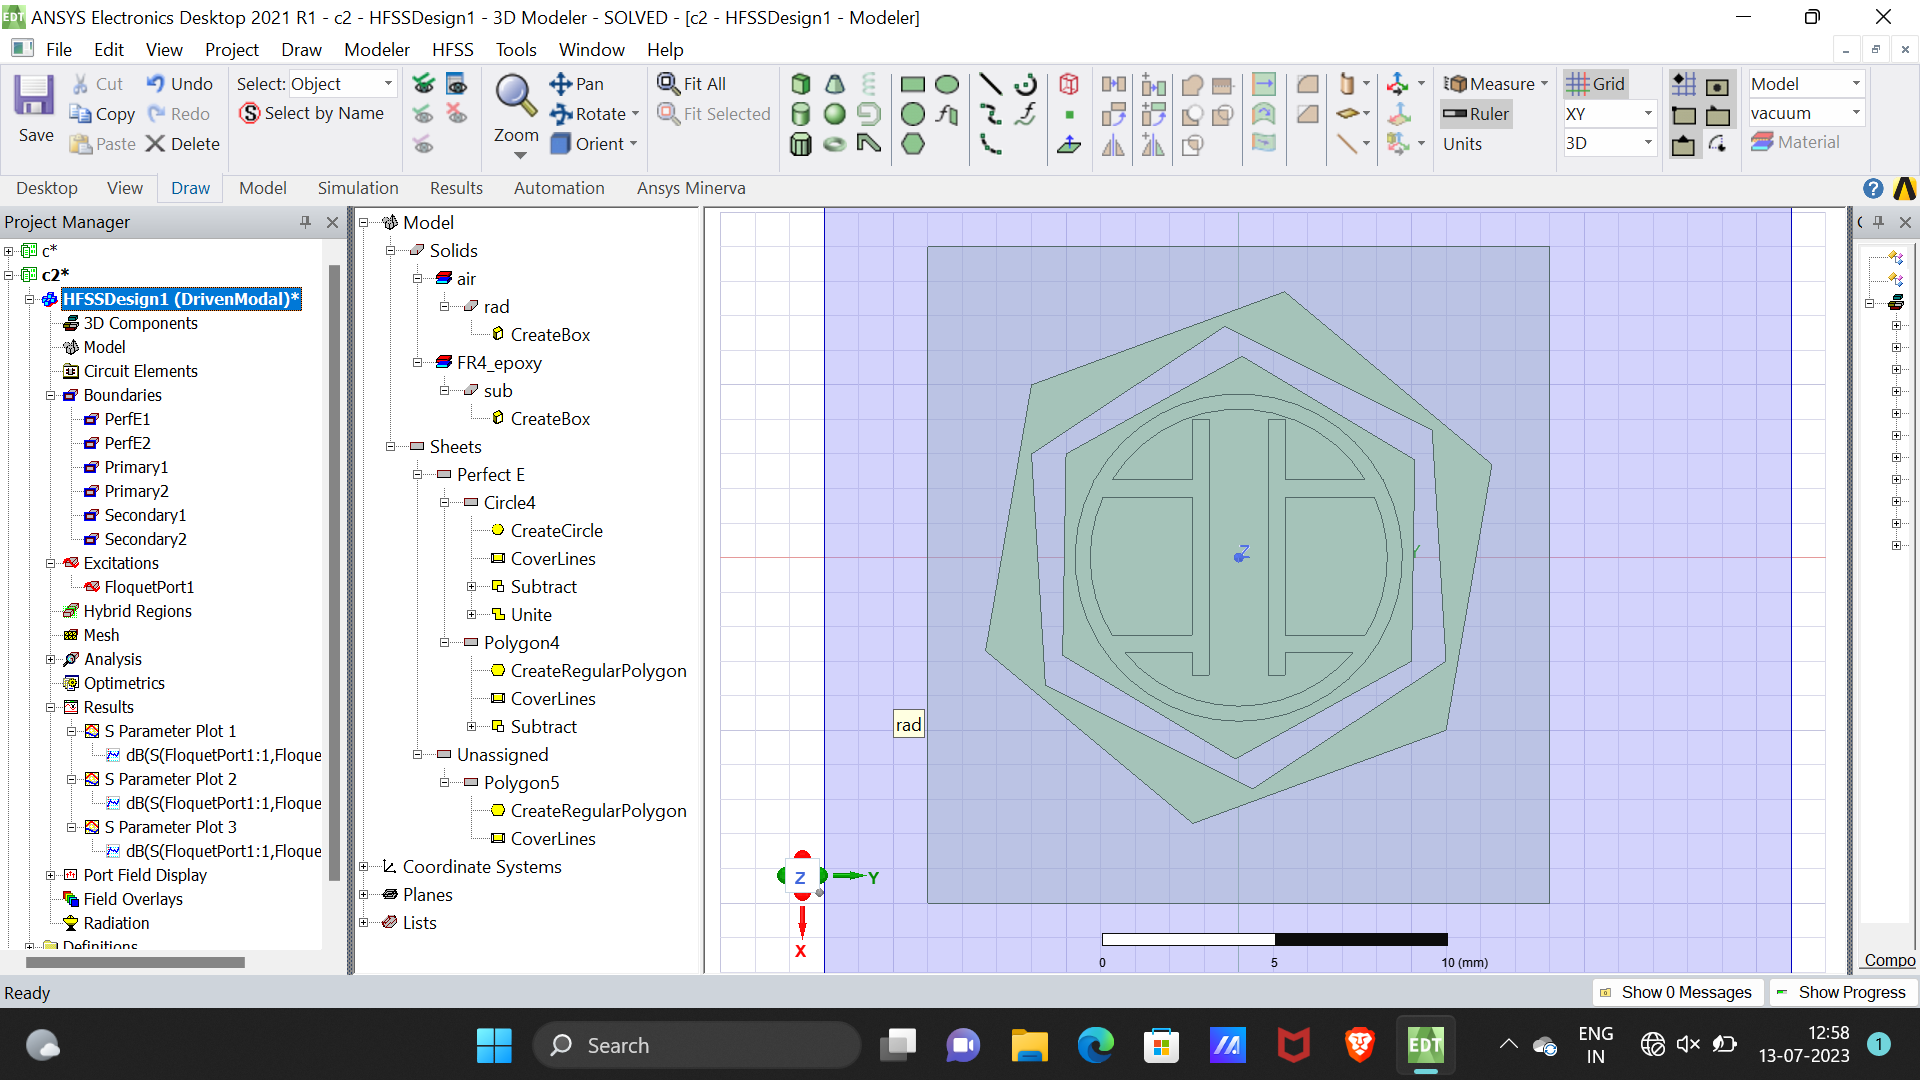 EDT ANSYS Electronics Desktop 2021 R1 - c2 - HFSSDesign1 - 3D Modeler - SOLVED - [c2 - HFSSDesign1 - Modeler]
File Edit View Project Draw Modeler HFSS Tools Window Help
Save
Cut
Copy
Paste
Undo
Redo
Delete
Select: Object
Select by Name
Zoom
Pan
Rotate
Orient
Fit All
Fit Selected
Measure
Ruler
Units
Grid
XY
3D
Model
vacuum
Material
Desktop View Draw Model Simulation Results Automation Ansys Minerva
Project Manager
c*
c2*
HFSSDesign1 (DrivenModal)*
3D Components
Model
Circuit Elements
Boundaries
PerfE1
PerfE2
Primary1
Primary2
Secondary1
Secondary2
Excitations
FloquetPort1
Hybrid Regions
Mesh
Analysis
Optimetrics
Results
S Parameter Plot 1
dB(S(FloquetPort1:1,Floque
S Parameter Plot 2
dB(S(FloquetPort1:1,Floque
S Parameter Plot 3
dB(S(FloquetPort1:1,Floque
Port Field Display
Field Overlays
Radiation
Definitions
Model
Solids
air
rad
CreateBox
FR4_epoxy
sub
CreateBox
Sheets
Perfect E
Circle4
CreateCircle
CoverLines
Subtract
Unite
Polygon4
CreateRegularPolygon
CoverLines
Subtract
Unassigned
Polygon5
CreateRegularPolygon
CoverLines
Coordinate Systems
Planes
Lists
Z
Y
rad
Z
Y
X
0 5 10 (mm)
Compo
Ready
Show 0 Messages
Show Progress
Search
EDT
ENG
IN
12:58
13-07-2023
1